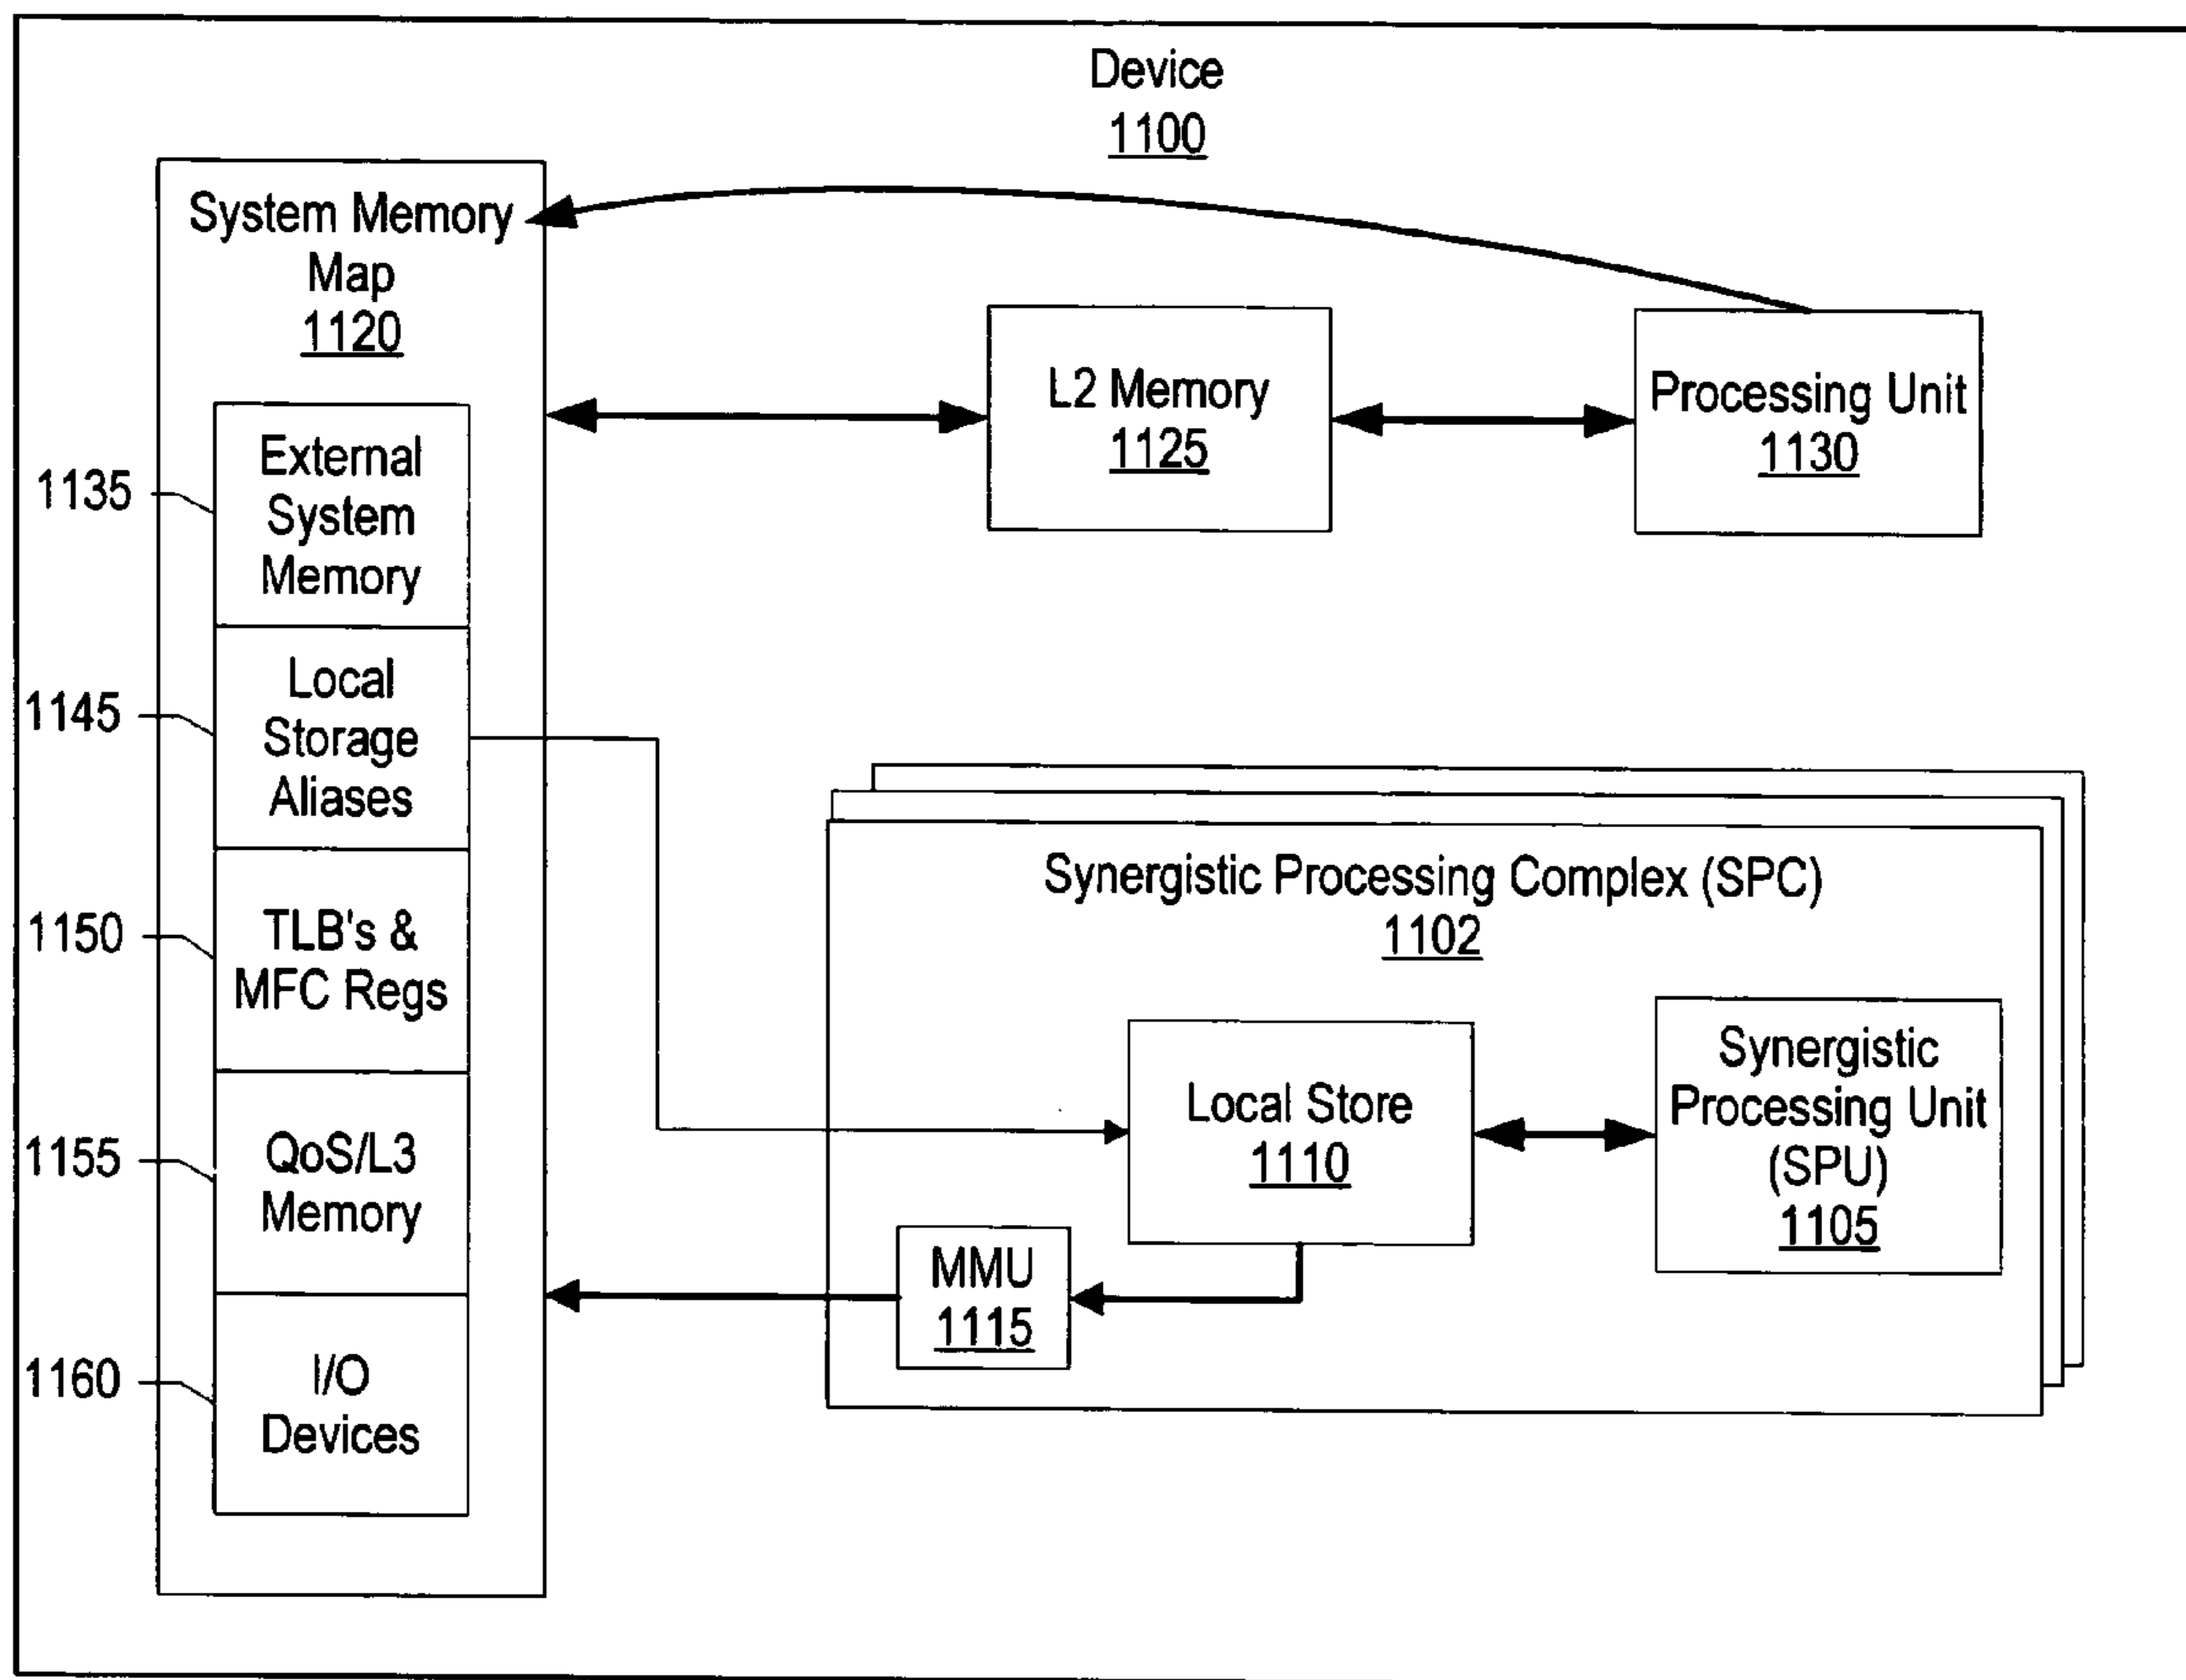 Device
1100
System Memory
Map
1120
External
System
Memory
1135
Local
Storage
Aliases
1145
TLB's &
MFC Regs
1150
QoS/L3
Memory
1155
I/O
Devices
1160
L2 Memory
1125
Processing Unit
1130
Synergistic Processing Complex (SPC)
1102
Local Store
1110
Synergistic
Processing Unit
(SPU)
1105
MMU
1115